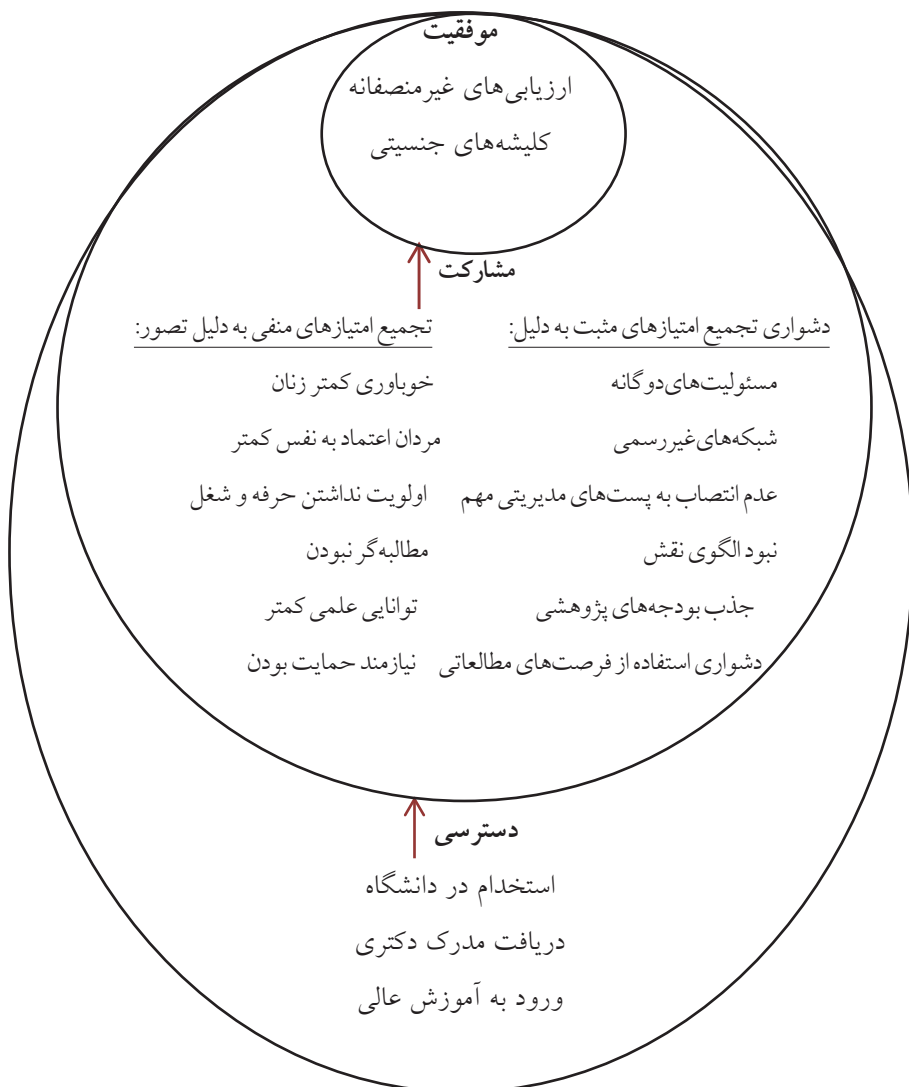 موفقیت
ارزیابی‌های غیرمنصفانه
کلیشه‌های جنسیتی
مشارکت
دشواری تجمیع امتیازهای مثبت به دلیل:
مسئولیت‌های‌دوگانه
شبکه‌های‌غیررسمی
عدم انتصاب به پست‌های مدیریتی مهم
نبود الگوی نقش
جذب بودجه‌های پژوهشی
دشواری استفاده از فرصت‌های مطالعاتی
تجمیع امتیازهای منفی به دلیل تصور:
خوباوری کمتر زنان
مردان اعتماد به نفس کمتر
اولویت نداشتن حرفه و شغل
مطالبه‌گر نبودن
توانایی علمی کمتر
نیازمند حمایت بودن
دسترسی
استخدام در دانشگاه
دریافت مدرک دکتری
ورود به آموزش عالی